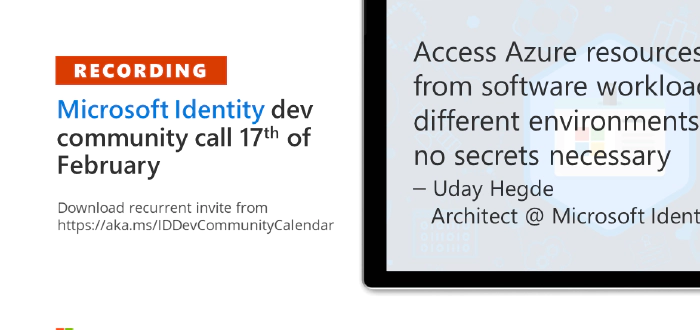 RECORDING
Microsoft Identity dev
community call 17th of
February
Download recurrent invite from
https://aka.ms/IDDevCommunityCalendar
Access Azure resources
from software workloa
different environments
no secrets necessary
– Uday Hegde
Architect @ Microsoft Ident